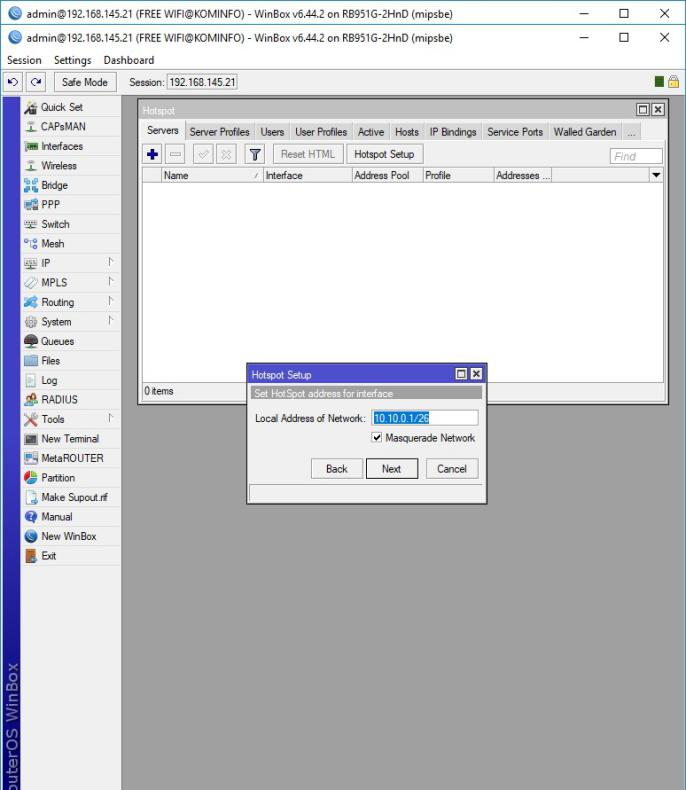 admin@192.168.145.21 (FREE WIFI@KOMINFO) - WinBox v6.44.2 on RB951G-2HnD (mipsbe)
admin@192.168.145.21 (FREE WIFI@KOMINFO) - WinBox v6.44.2 on RB951G-2HnD (mipsbe)
Session Settings Dashboard
Safe Mode Session: 192.168.145.21
Quick Set
CAPsMAN
Interfaces
Wireless
Bridge
PPP
Switch
Mesh
IP
MPLS
Routing
System
Queues
Files
Log
RADIUS
Tools
New Terminal
MetaROUTER
Partition
Make Supout.rif
Manual
New WinBox
Exit
outerOS WinBox
Hotspot
Servers Server Profiles Users User Profiles Active Hosts IP Bindings Service Ports Walled Garden ...
Reset HTML Hotspot Setup Find
Name / Interface Address Pool Profile Addresses ...
0 items
Hotspot Setup
Set HotSpot address for interface
Local Address of Network: 10.10.0.1/26
Masquerade Network
Back Next Cancel